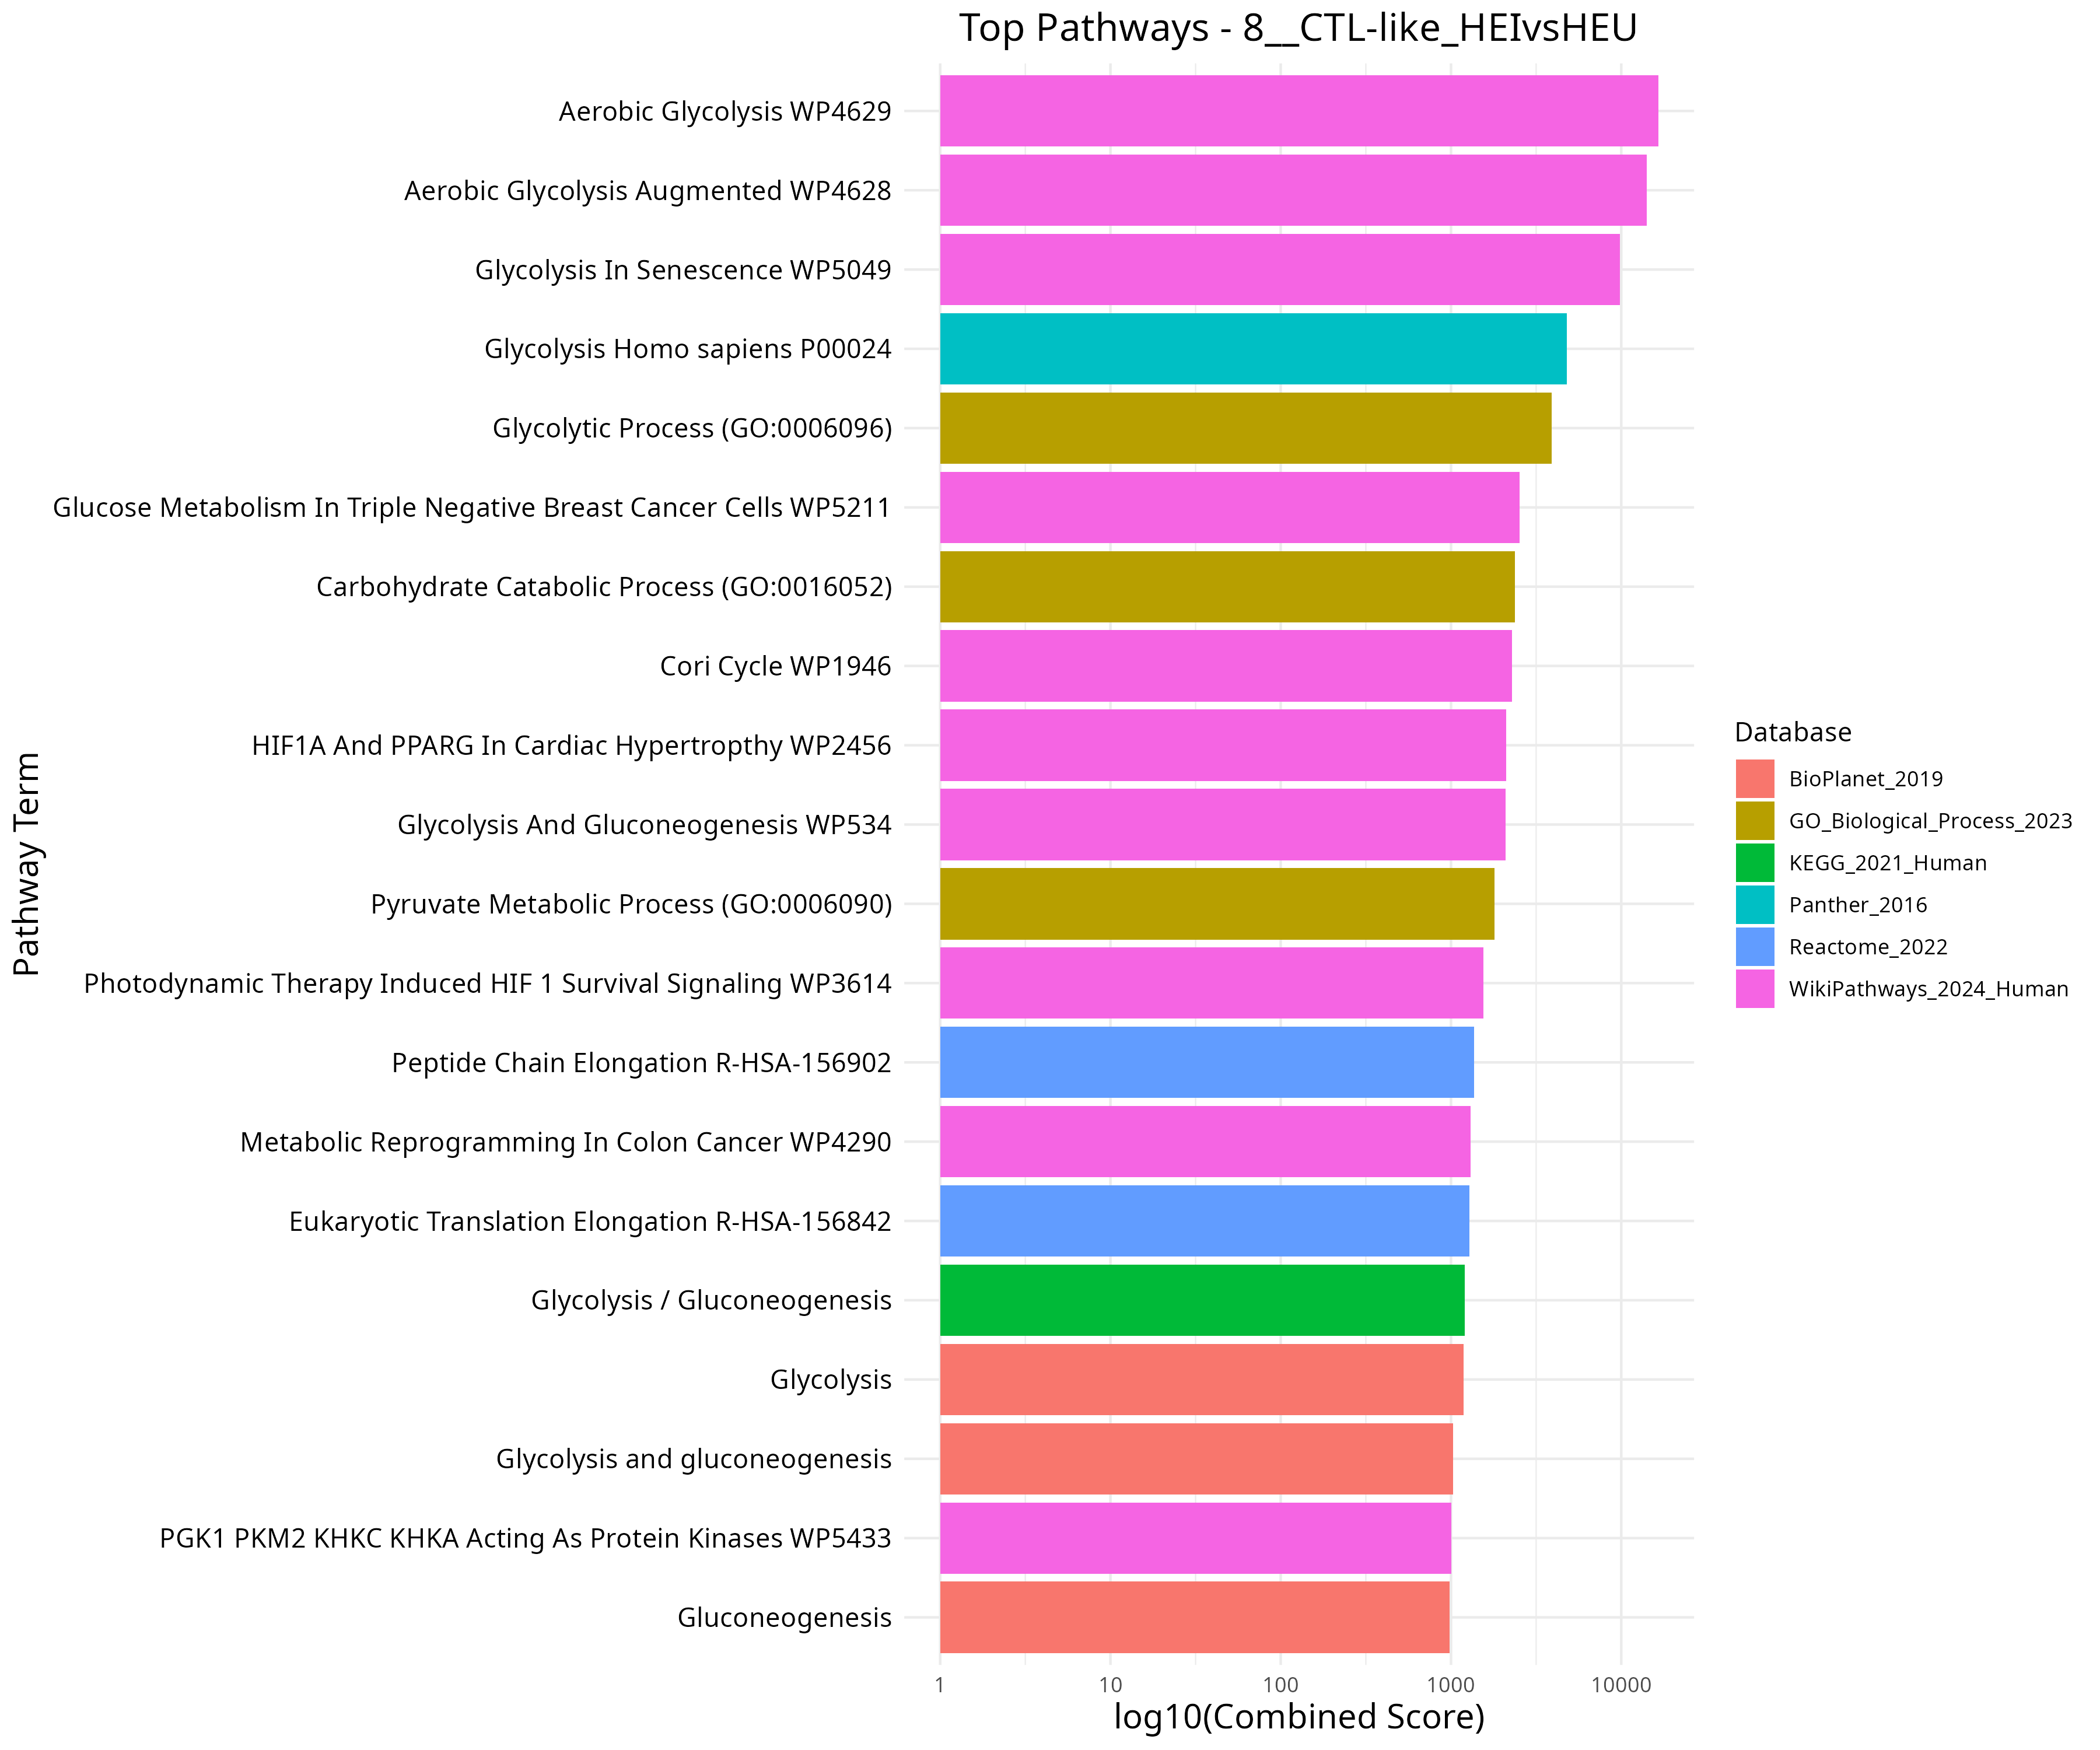 Top Pathways - 8__CTL-like_HEIvsHEU
Pathway Term
Aerobic Glycolysis WP4629
Aerobic Glycolysis Augmented WP4628
Glycolysis In Senescence WP5049
Glycolysis Homo sapiens P00024
Glycolytic Process (GO:0006096)
Glucose Metabolism In Triple Negative Breast Cancer Cells WP5211
Carbohydrate Catabolic Process (GO:0016052)
Cori Cycle WP1946
HIF1A And PPARG In Cardiac Hypertropthy WP2456
Glycolysis And Gluconeogenesis WP534
Pyruvate Metabolic Process (GO:0006090)
Photodynamic Therapy Induced HIF 1 Survival Signaling WP3614
Peptide Chain Elongation R-HSA-156902
Metabolic Reprogramming In Colon Cancer WP4290
Eukaryotic Translation Elongation R-HSA-156842
Glycolysis / Gluconeogenesis
Glycolysis
Glycolysis and gluconeogenesis
PGK1 PKM2 KHKC KHKA Acting As Protein Kinases WP5433
Gluconeogenesis
1 10 100 1000 10000
log10(Combined Score)
Database
BioPlanet_2019
GO_Biological_Process_2023
KEGG_2021_Human
Panther_2016
Reactome_2022
WikiPathways_2024_Human